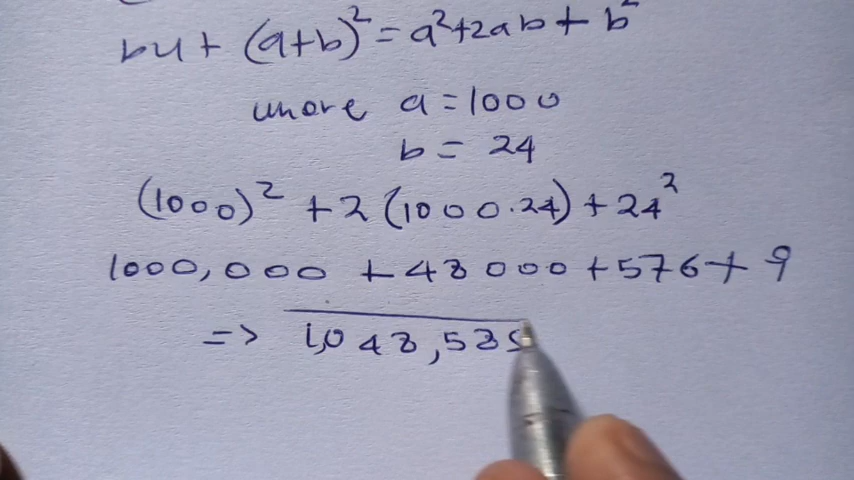 but (a+b)² = a²+2ab+b²
where a = 1000
b = 24
(1000)² + 2(1000.24) + 24²
1000,000 + 48000 + 576 + 9
=> 1,048,585